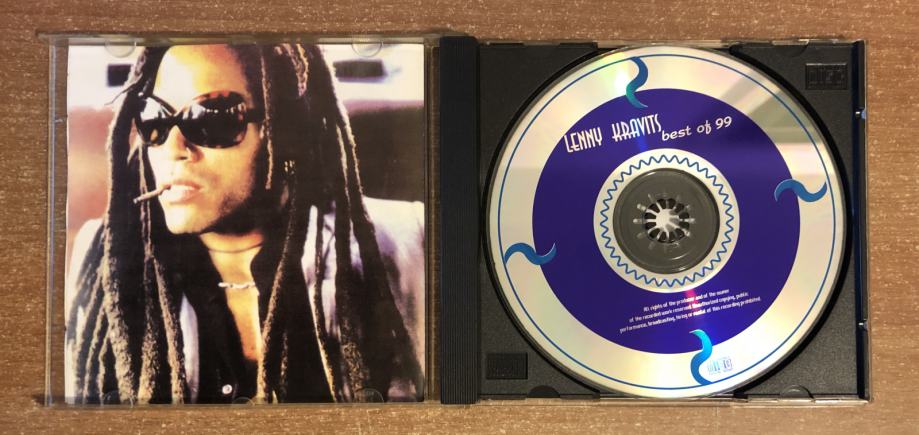 LENNY KRAVITS
best of 99
All rights of the producer and of the owner
of the recorded work reserved. Unauthorized copying, public
performance, broadcasting, hiring or rental of this recording prohibited.